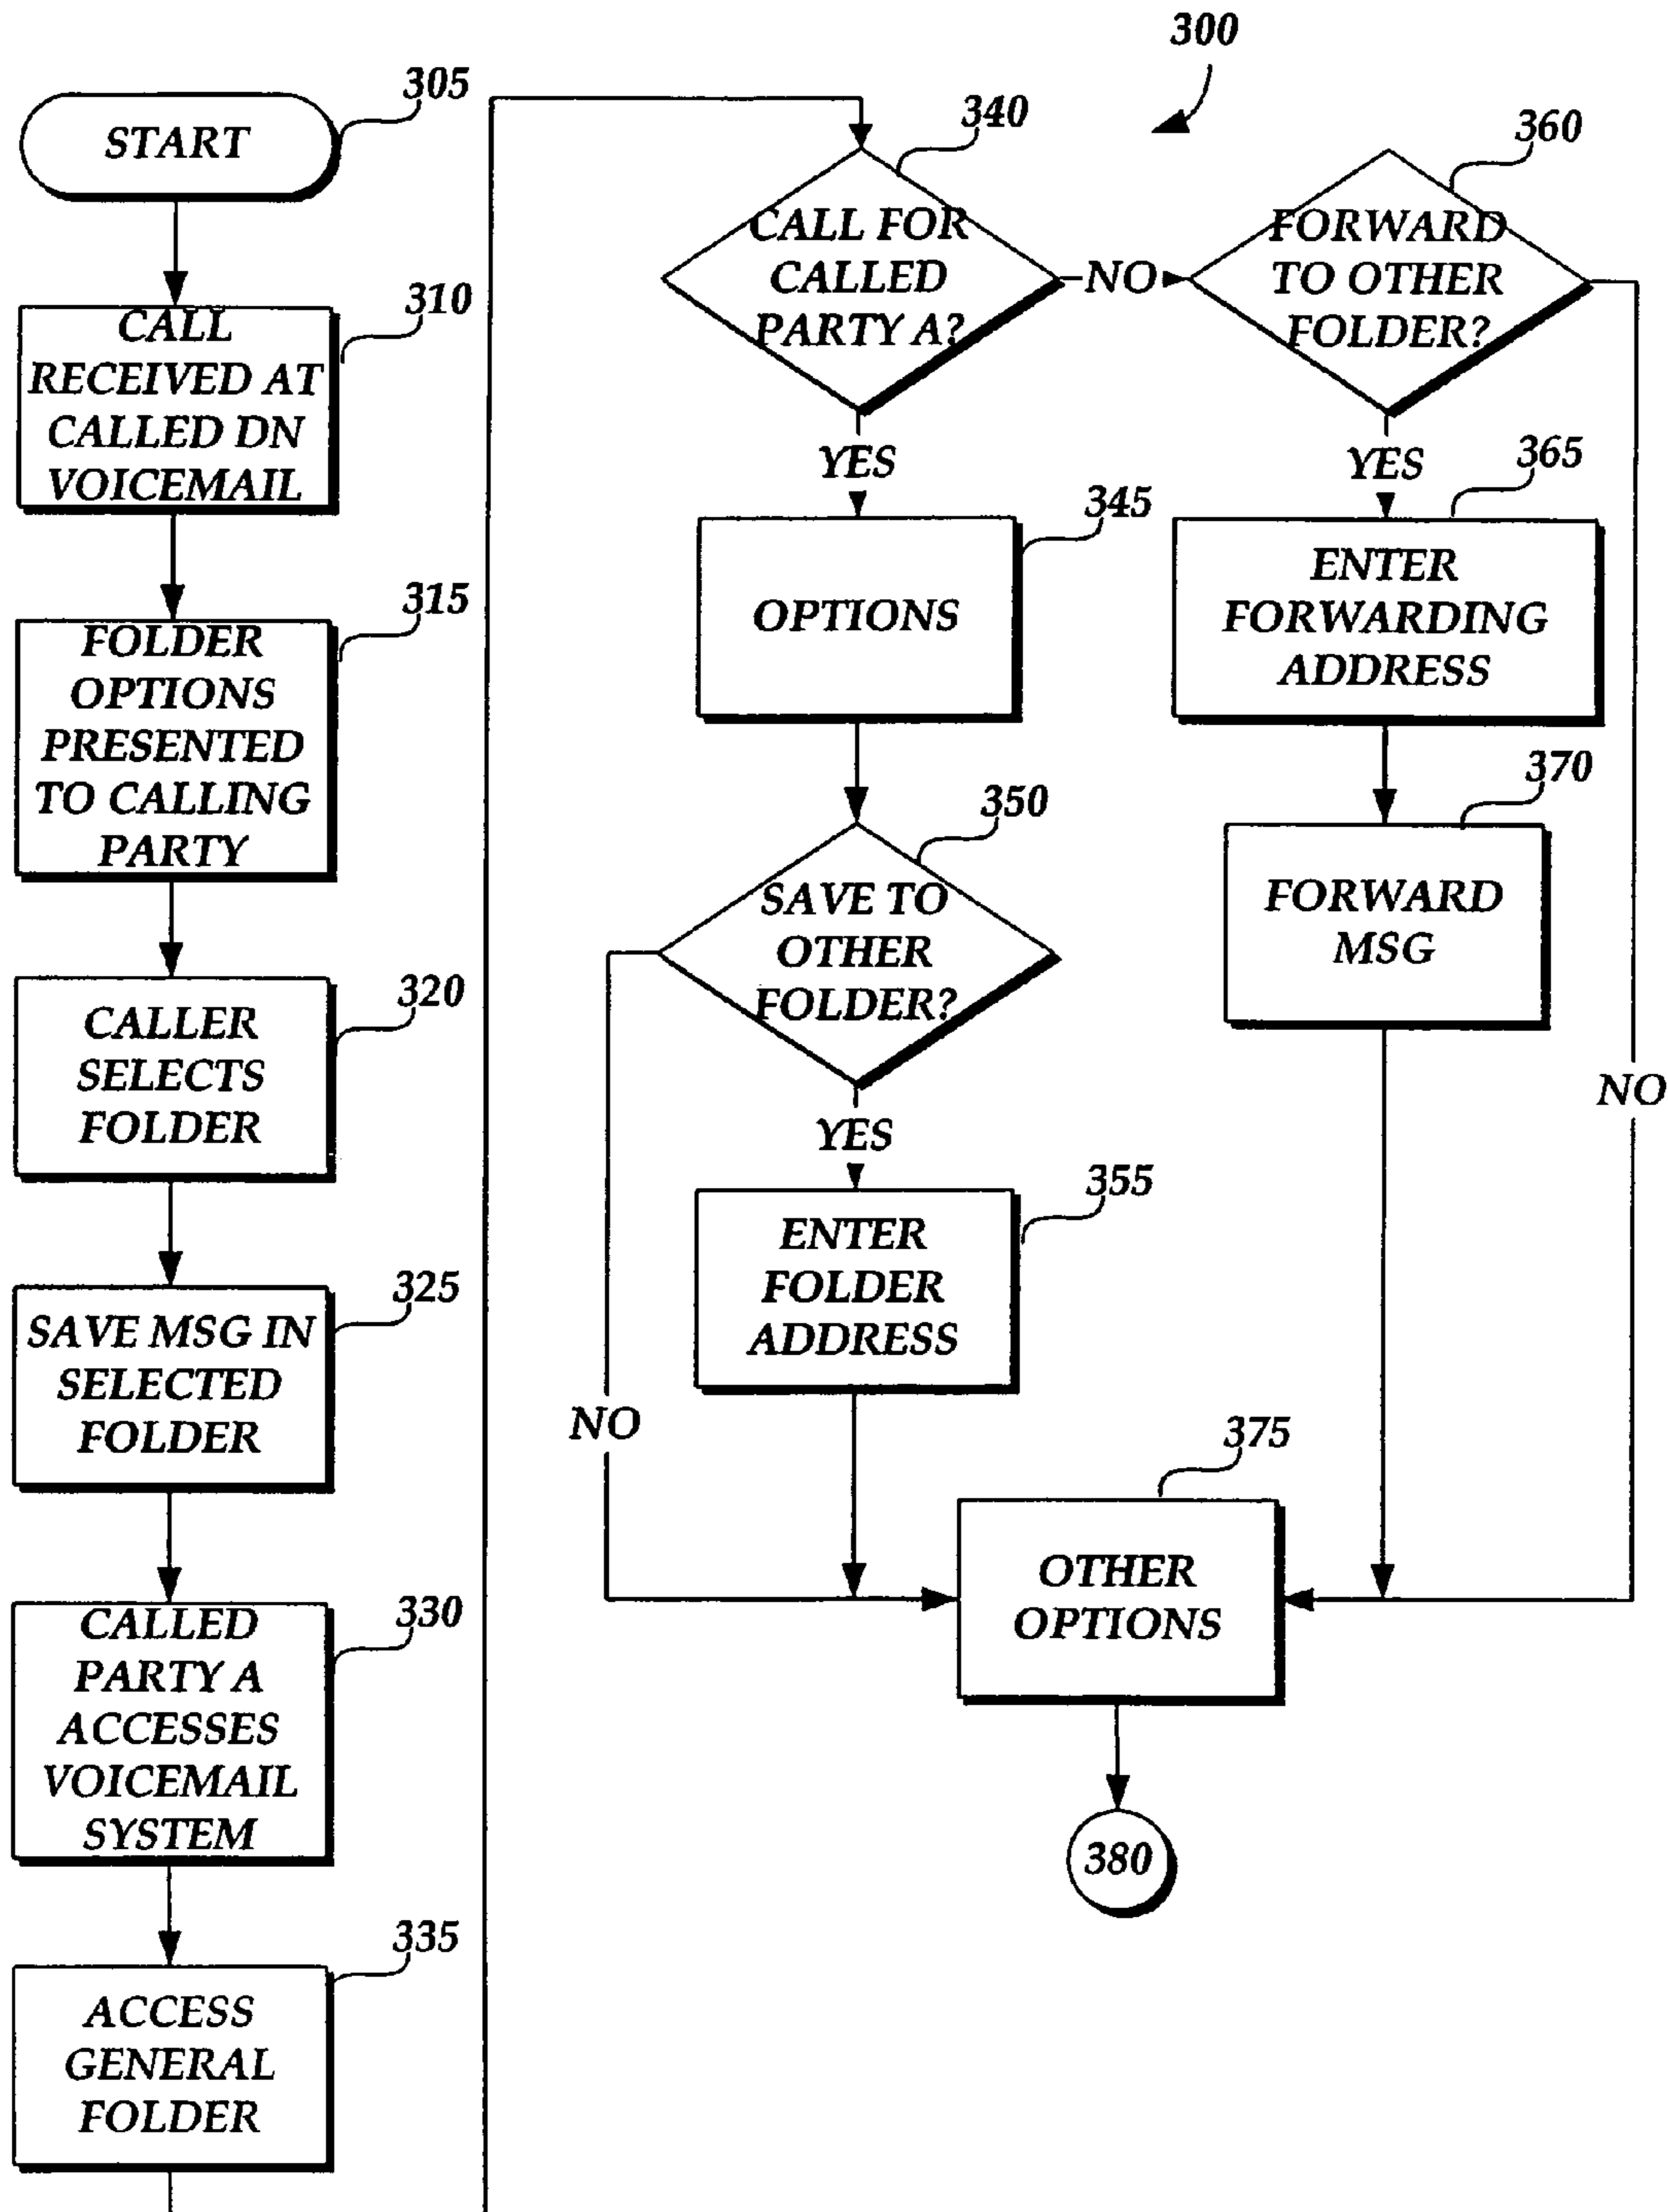 300
305
START
310
CALL
RECEIVED AT
CALLED DN
VOICEMAIL
315
FOLDER
OPTIONS
PRESENTED
TO CALLING
PARTY
320
CALLER
SELECTS
FOLDER
325
SAVE MSG IN
SELECTED
FOLDER
330
CALLED
PARTY A
ACCESSES
VOICEMAIL
SYSTEM
335
ACCESS
GENERAL
FOLDER
340
CALL FOR
CALLED
PARTY A?
NO
YES
345
OPTIONS
350
SAVE TO
OTHER
FOLDER?
NO
YES
355
ENTER
FOLDER
ADDRESS
360
FORWARD
TO OTHER
FOLDER?
NO
YES
365
ENTER
FORWARDING
ADDRESS
370
FORWARD
MSG
375
OTHER
OPTIONS
380